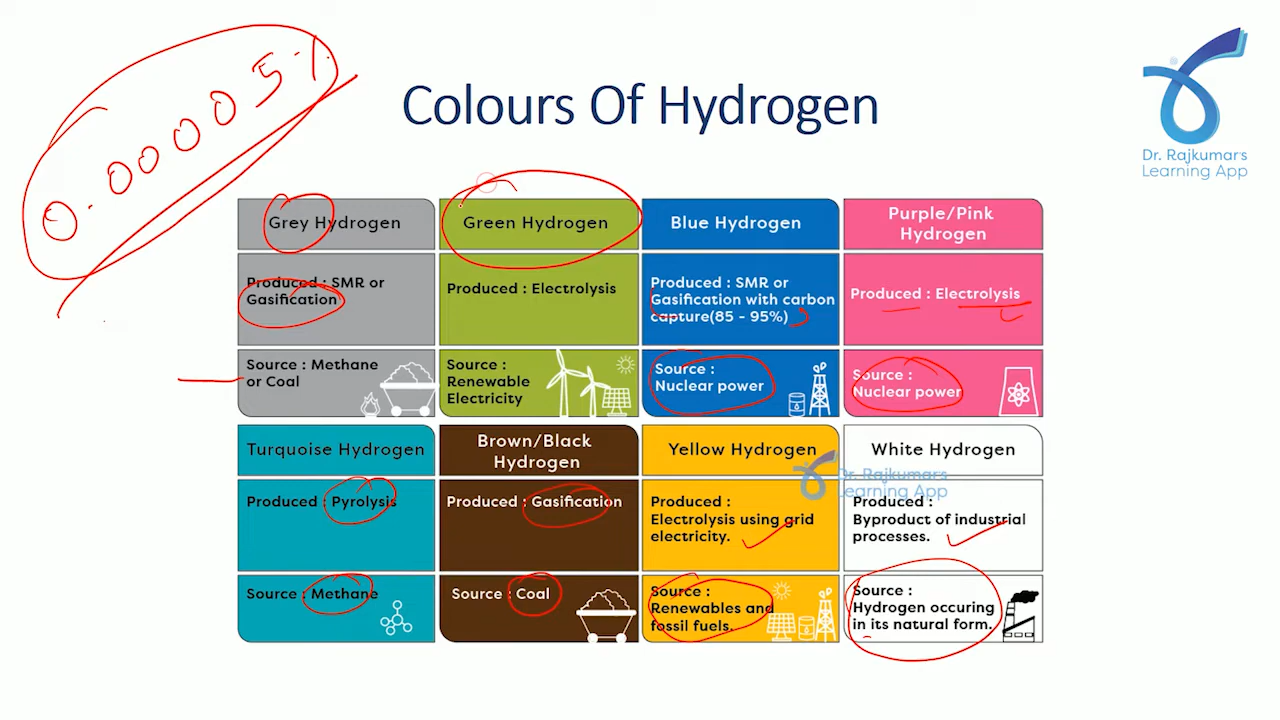 0.00005%
Colours Of Hydrogen
Dr. Rajkumars
Learning App
Grey Hydrogen
Produced : SMR or
Gasification
Source : Methane
or Coal
Green Hydrogen
Produced : Electrolysis
Source :
Renewable
Electricity
Blue Hydrogen
Produced : SMR or
Gasification with carbon
capture(85 - 95%)
Source :
Nuclear power
Purple/Pink
Hydrogen
Produced : Electrolysis
Source :
Nuclear power
Turquoise Hydrogen
Produced : Pyrolysis
Source : Methane
Brown/Black
Hydrogen
Produced : Gasification
Source : Coal
Yellow Hydrogen
Produced :
Electrolysis using grid
electricity.
Source :
Renewables and
fossil fuels.
White Hydrogen
Dr. Rajkumars
Learning App
Produced :
Byproduct of industrial
processes.
Source :
Hydrogen occuring
in its natural form.